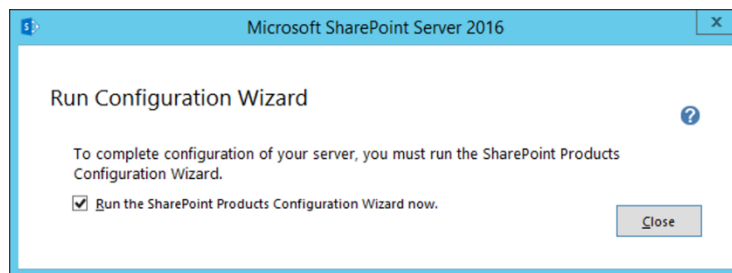 Microsoft SharePoint Server 2016
Run Configuration Wizard
To complete configuration of your server, you must run the SharePoint Products
Configuration Wizard.
Run the SharePoint Products Configuration Wizard now.
Close